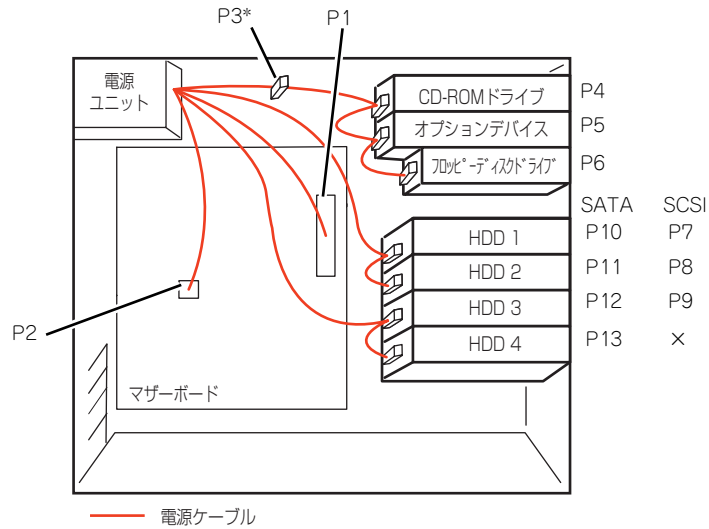 P3* P1
電源
ユニット
CD-ROMドライブ P4
オプションデバイス P5
フロッピーディスクドライブ P6
SATA SCSI
HDD 1 P10 P7
HDD 2 P11 P8
HDD 3 P12 P9
HDD 4 P13 ×
P2
マザーボード
電源ケーブル